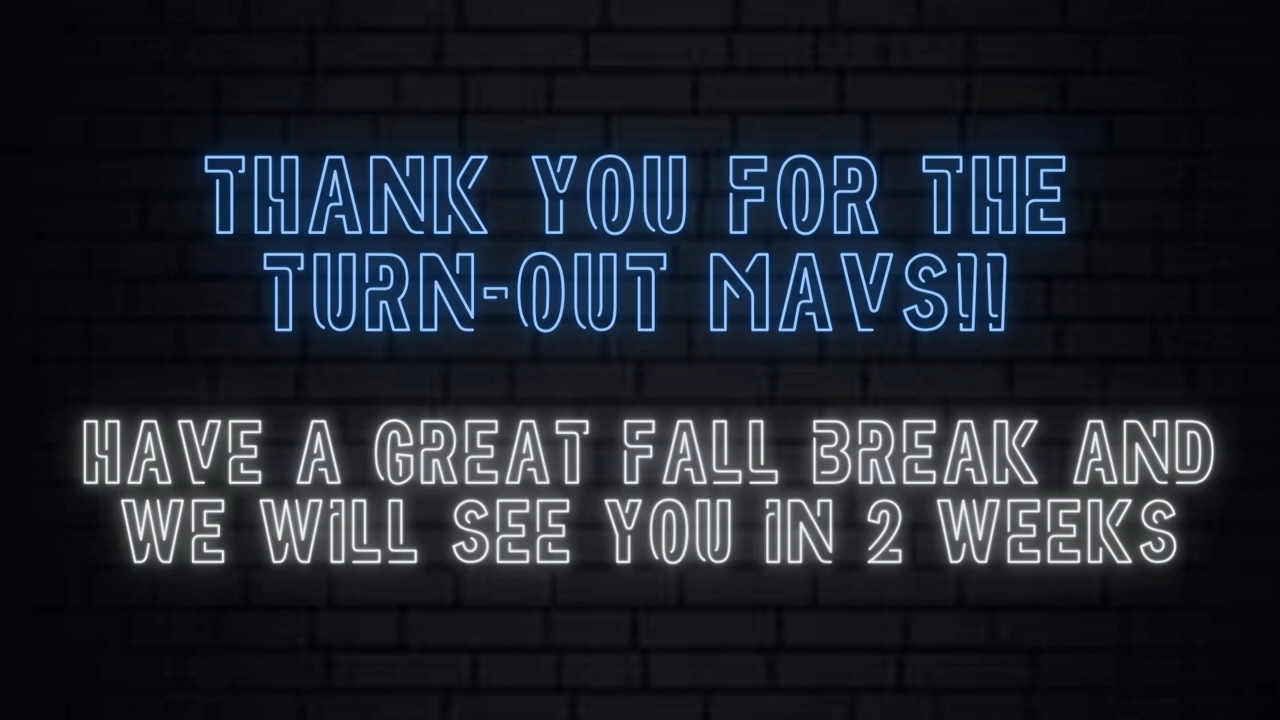 THANK YOU FOR THE
TURN-OUT MAVS!!
HAVE A GREAT FALL BREAK AND
WE WiLL SEE YOU iN 2 WEEKS